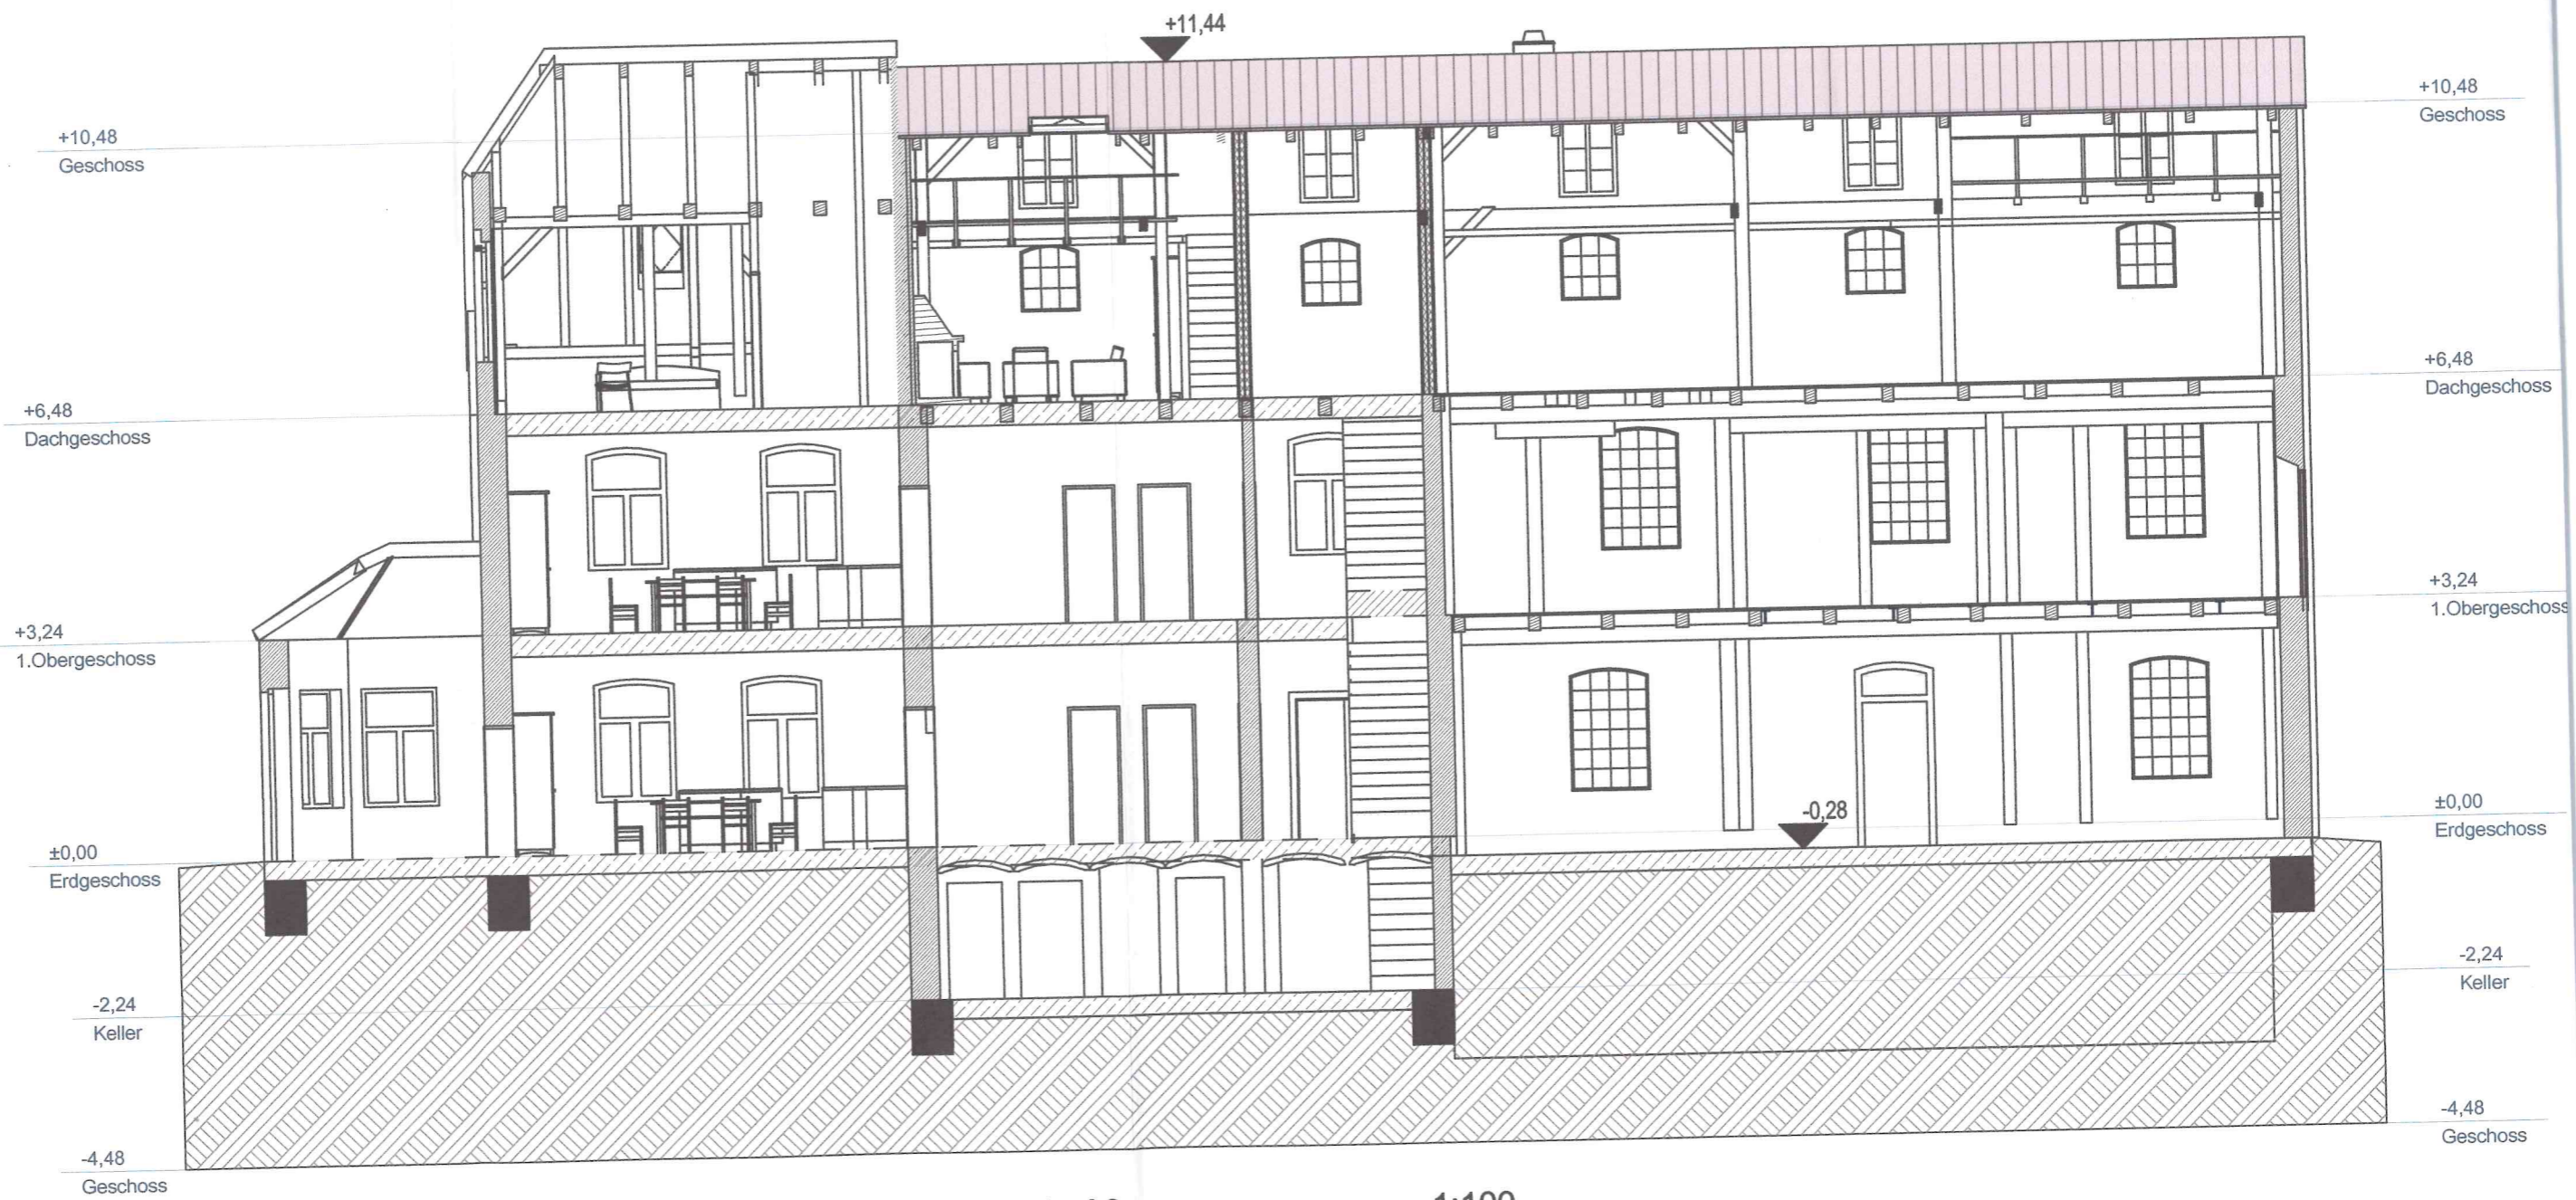 +11,44
+10,48
Geschoss
+10,48
Geschoss
+6,48
Dachgeschoss
+6,48
Dachgeschoss
+3,24
1.Obergeschoss
+3,24
1.Obergeschoss
-0,28
±0,00
Erdgeschoss
±0,00
Erdgeschoss
-2,24
Keller
-2,24
Keller
-4,48
Geschoss
-4,48
Geschoss
1:100